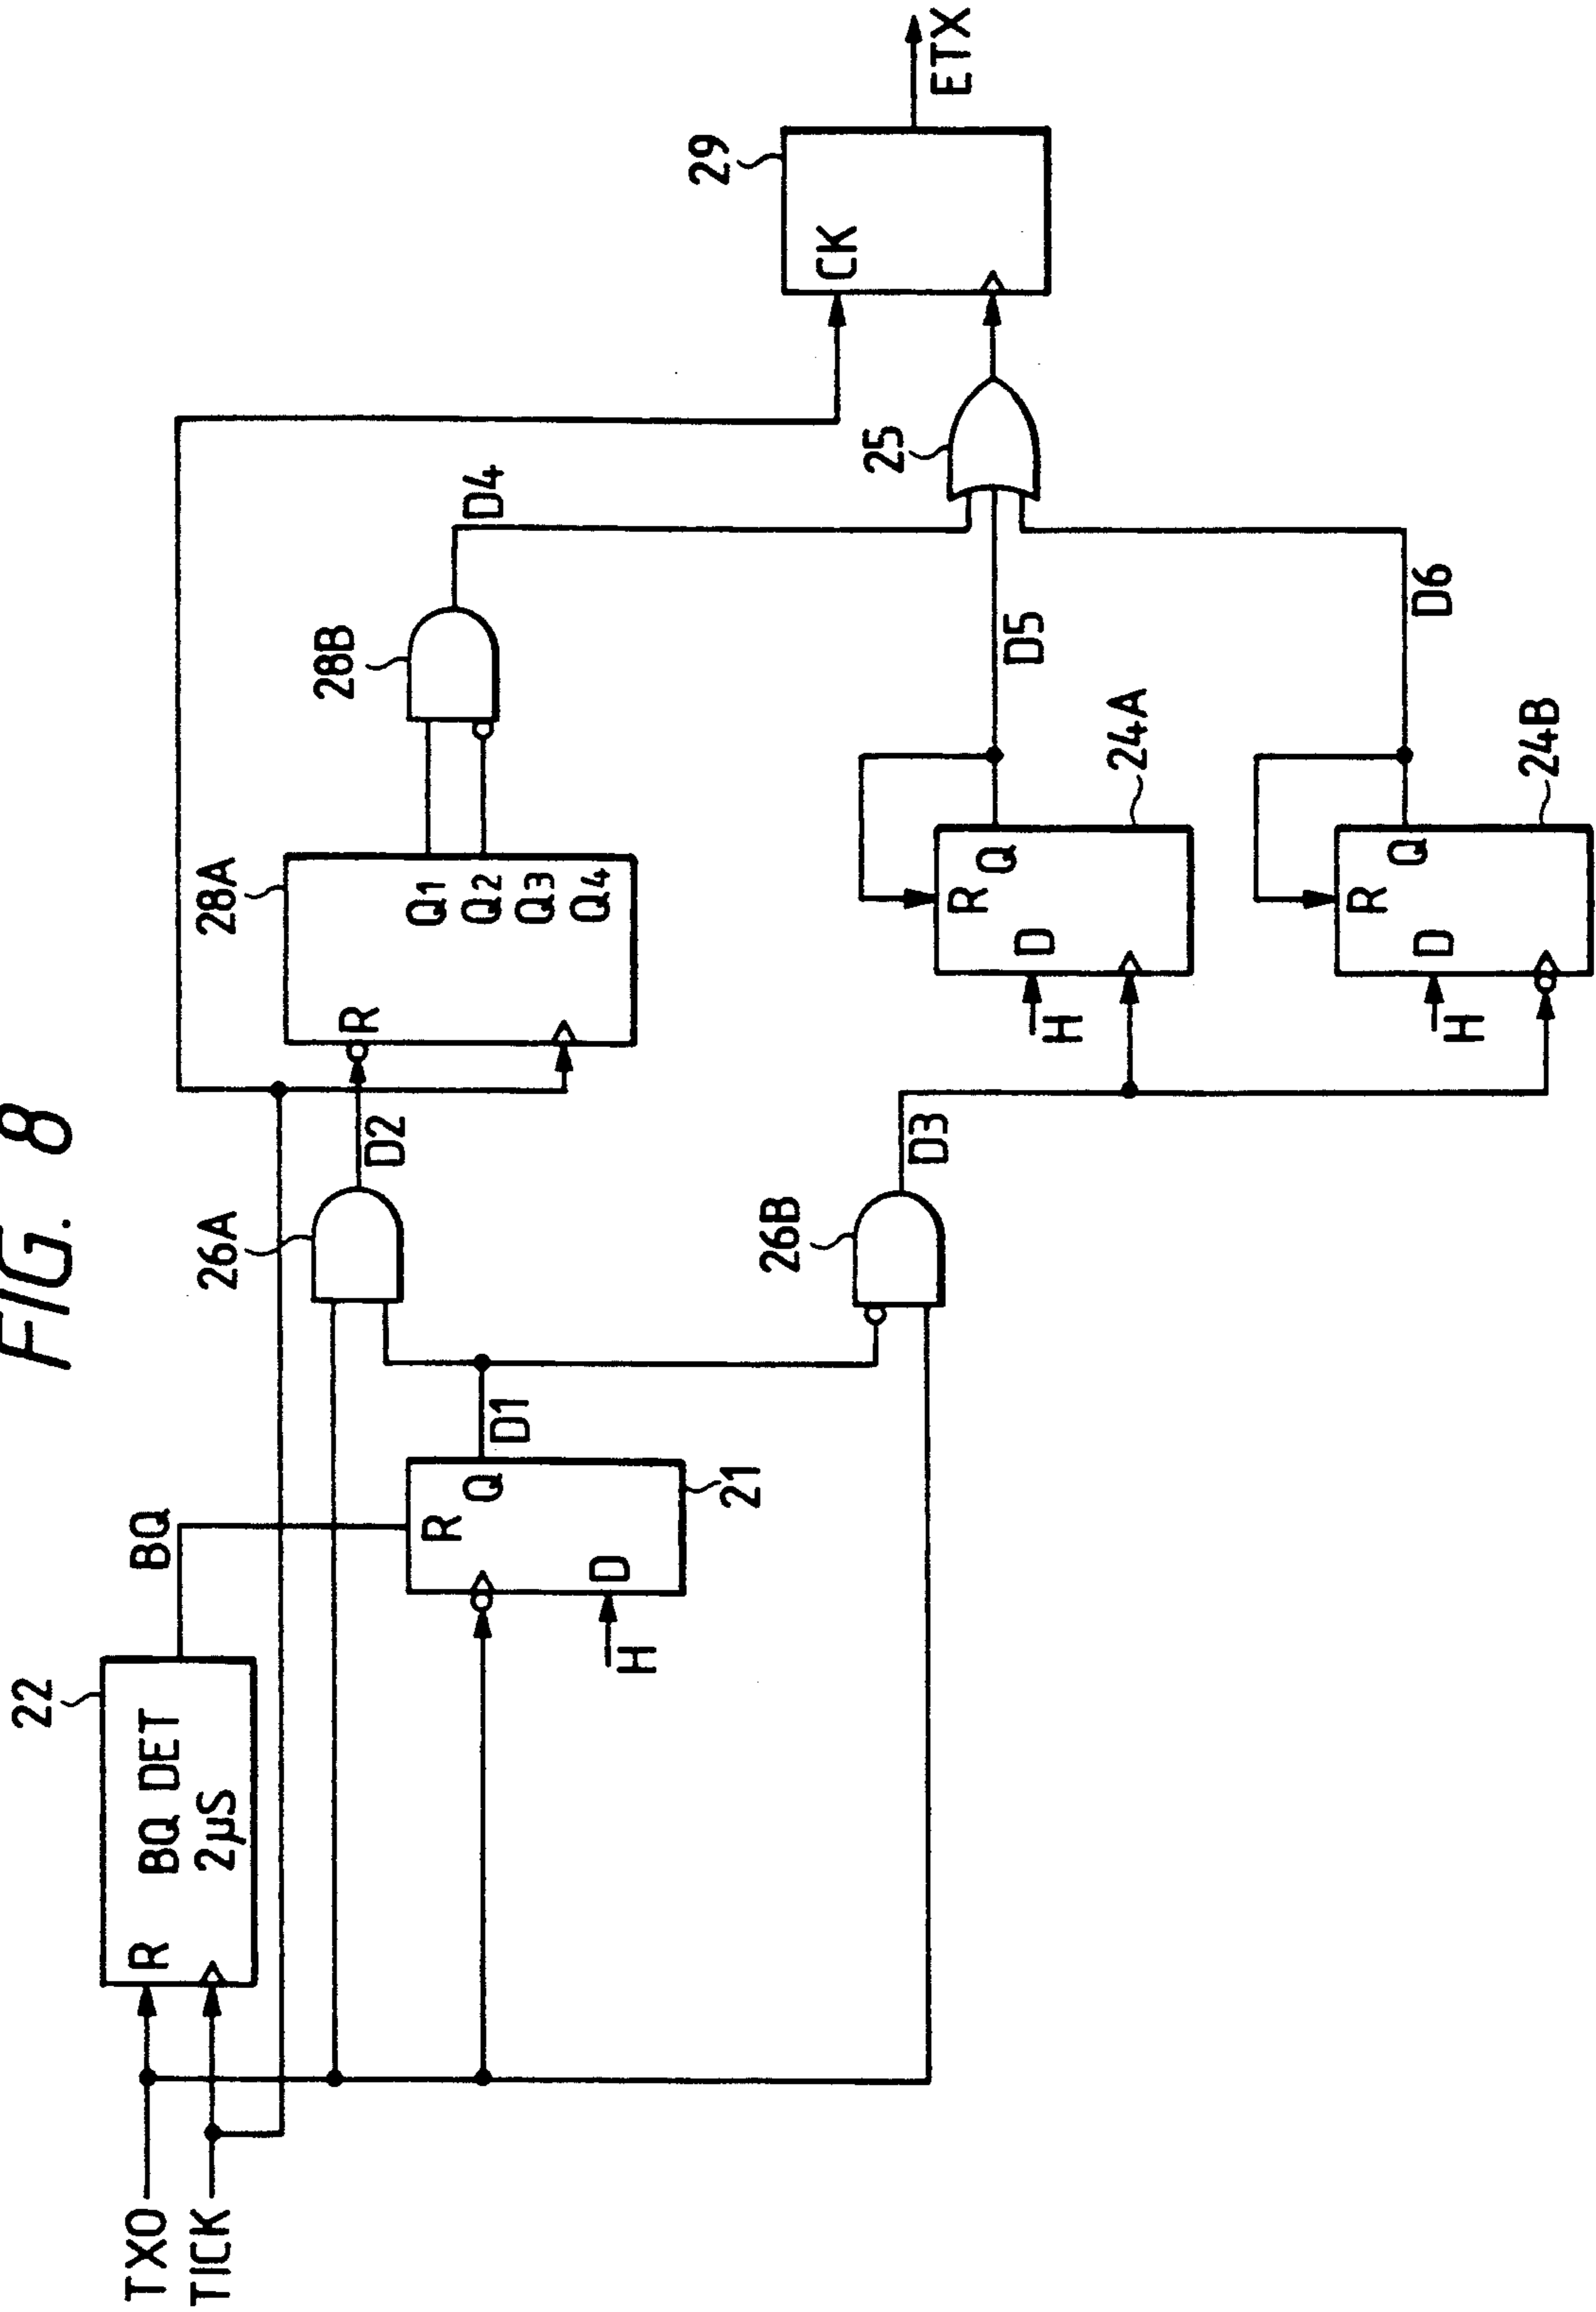 FIG. 8
TXO
TICK
22
R
BQ DET
2μS
BQ
R
Q
D
H
21
D1
26A
D2
26B
D3
28A
R
Q1
Q2
Q3
Q4
28B
D4
H
D
R
Q
24A
D5
H
D
R
Q
24B
D6
25
29
CK
ETX